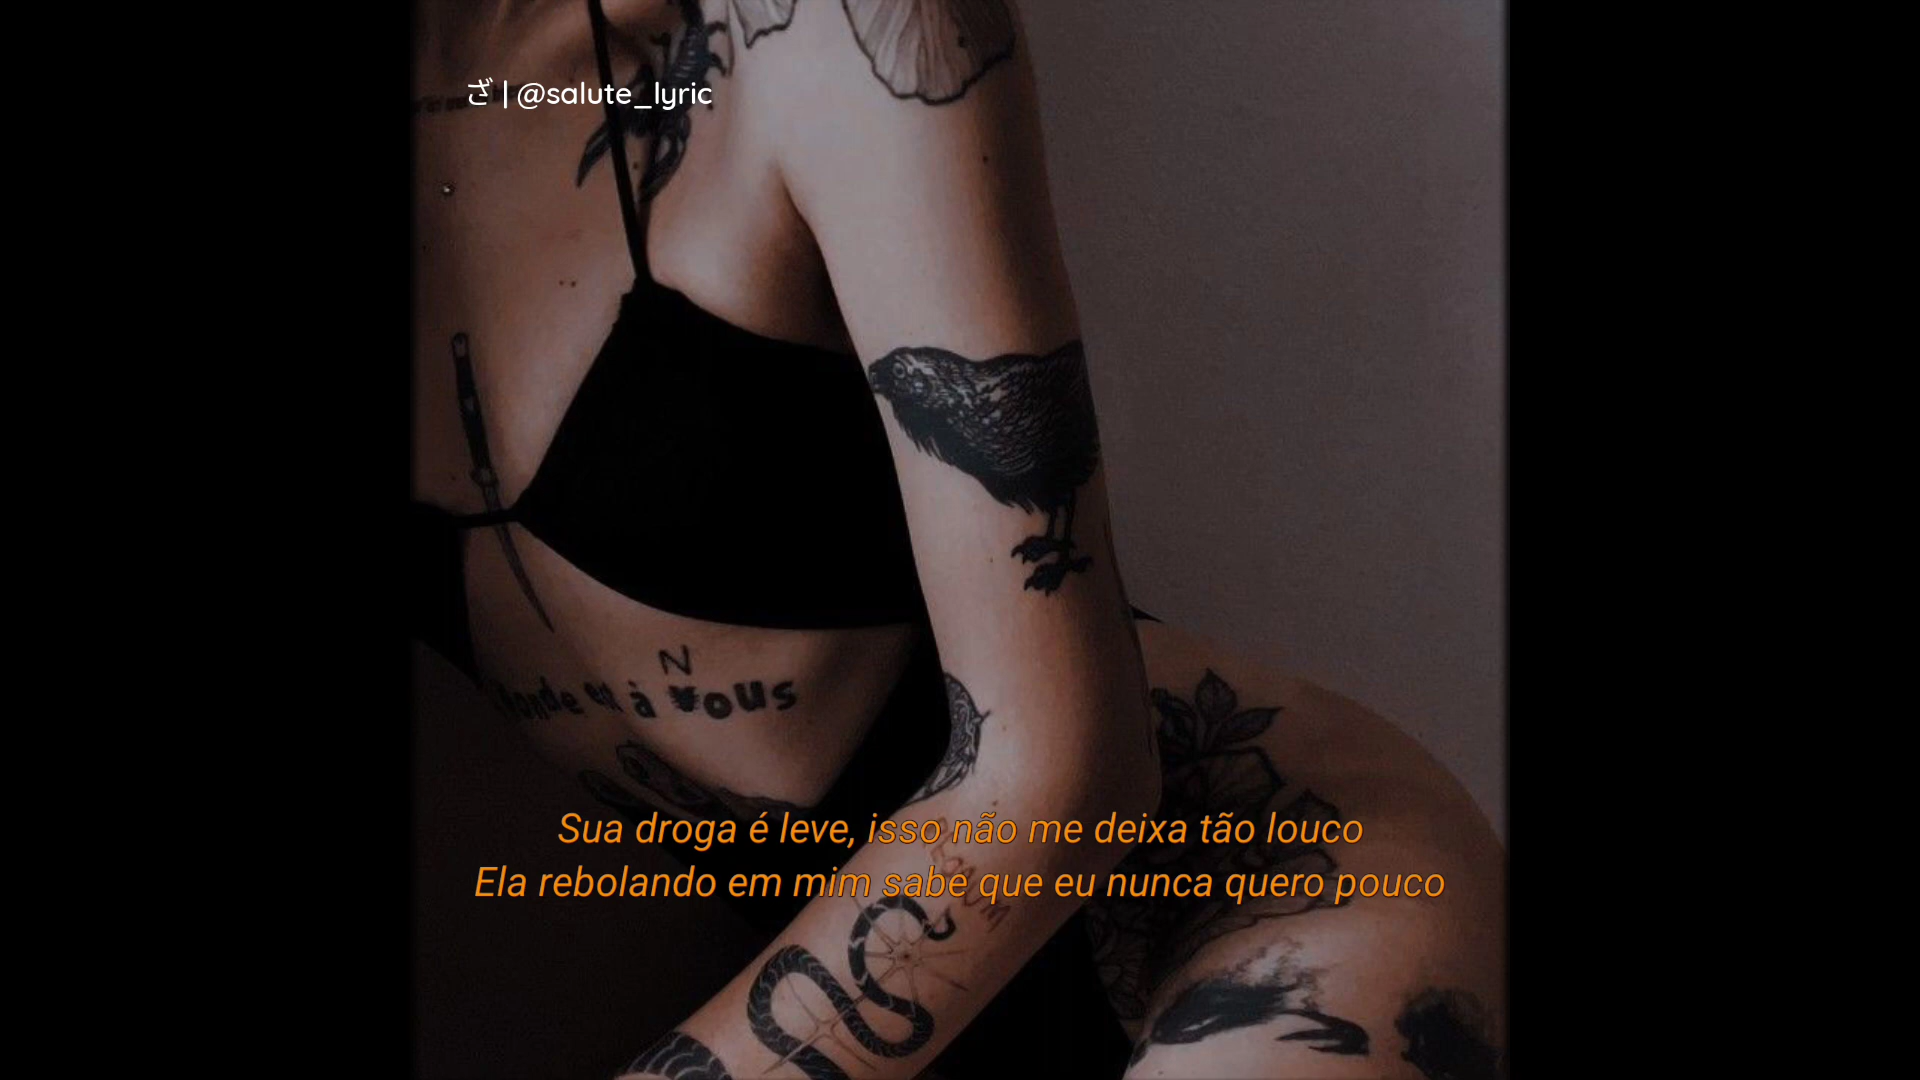 ざ | @salute_lyric
N
à vous
Sua droga é leve, isso não me deixa tão louco
Ela rebolando em mim sabe que eu nunca quero pouco